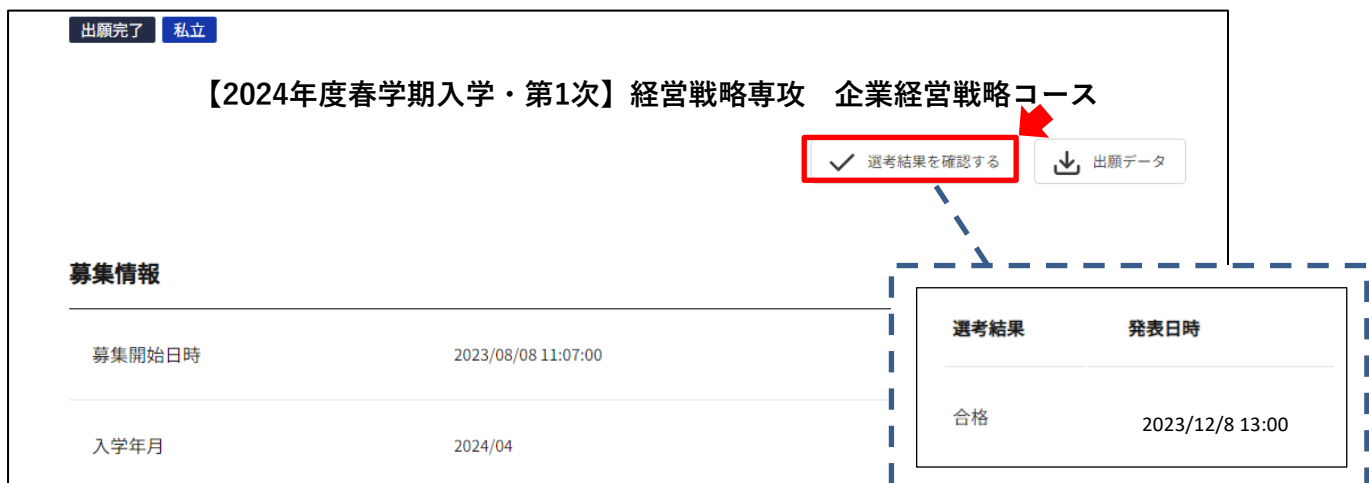 出願完了 私立
【2024年度春学期入学・第1次】経営戦略専攻　企業経営戦略コース
選考結果を確認する 出願データ
募集情報
募集開始日時 2023/08/08 11:07:00
入学年月 2024/04
選考結果 発表日時
合格 2023/12/8 13:00